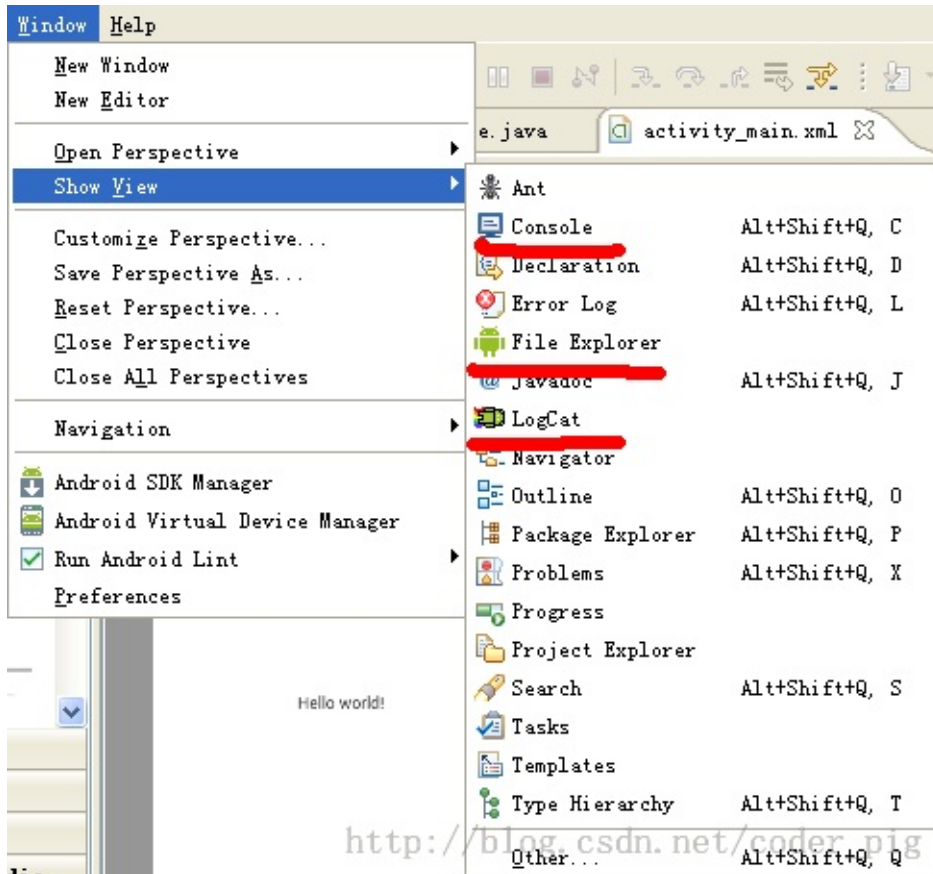 Window Help
New Window
New Editor
e.java activity_main.xml
Open Perspective
Show View
Customize Perspective...
Save Perspective As...
Reset Perspective...
Close Perspective
Close All Perspectives
Navigation
Android SDK Manager
Android Virtual Device Manager
Run Android Lint
Preferences
Ant
Console Alt+Shift+Q, C
Declaration Alt+Shift+Q, D
Error Log Alt+Shift+Q, L
File Explorer
Javadoc Alt+Shift+Q, J
LogCat
Navigator
Outline Alt+Shift+Q, O
Package Explorer Alt+Shift+Q, P
Problems Alt+Shift+Q, X
Progress
Project Explorer
Search Alt+Shift+Q, S
Tasks
Templates
Type Hierarchy Alt+Shift+Q, T
Other... Alt+Shift+Q, Q
Hello world!
http://blog.csdn.net/coder_pig